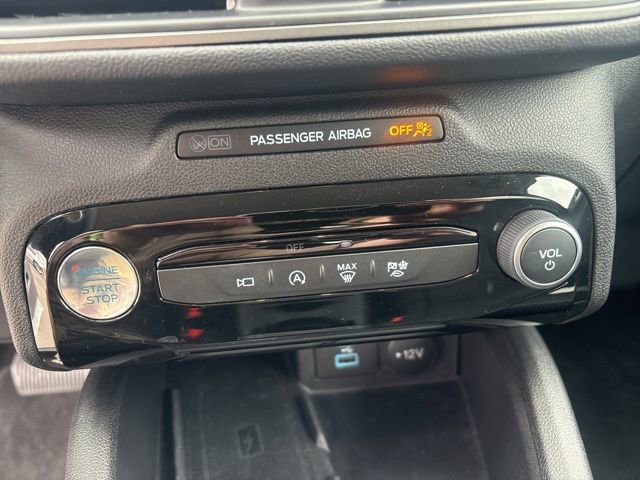 ON PASSENGER AIRBAG OFF
OFF
ENGINE
START
STOP
A
MAX
VOL
12V